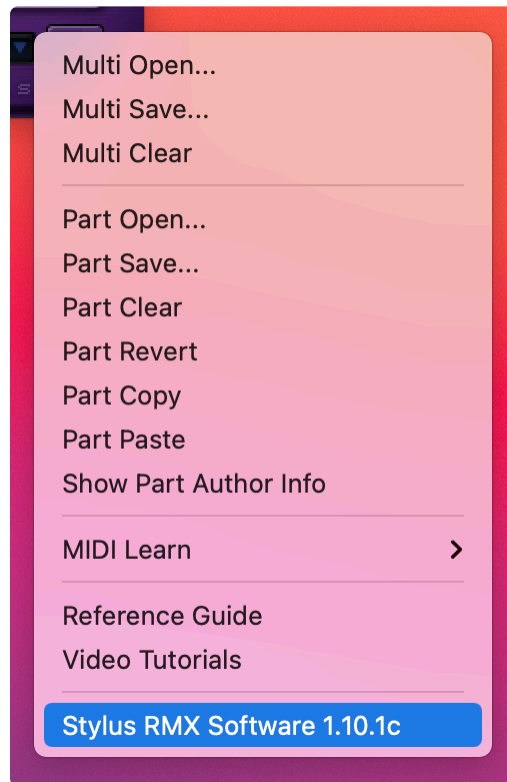 Multi Open...
Multi Save...
Multi Clear
Part Open...
Part Save...
Part Clear
Part Revert
Part Copy
Part Paste
Show Part Author Info
MIDI Learn
Reference Guide
Video Tutorials
Stylus RMX Software 1.10.1c